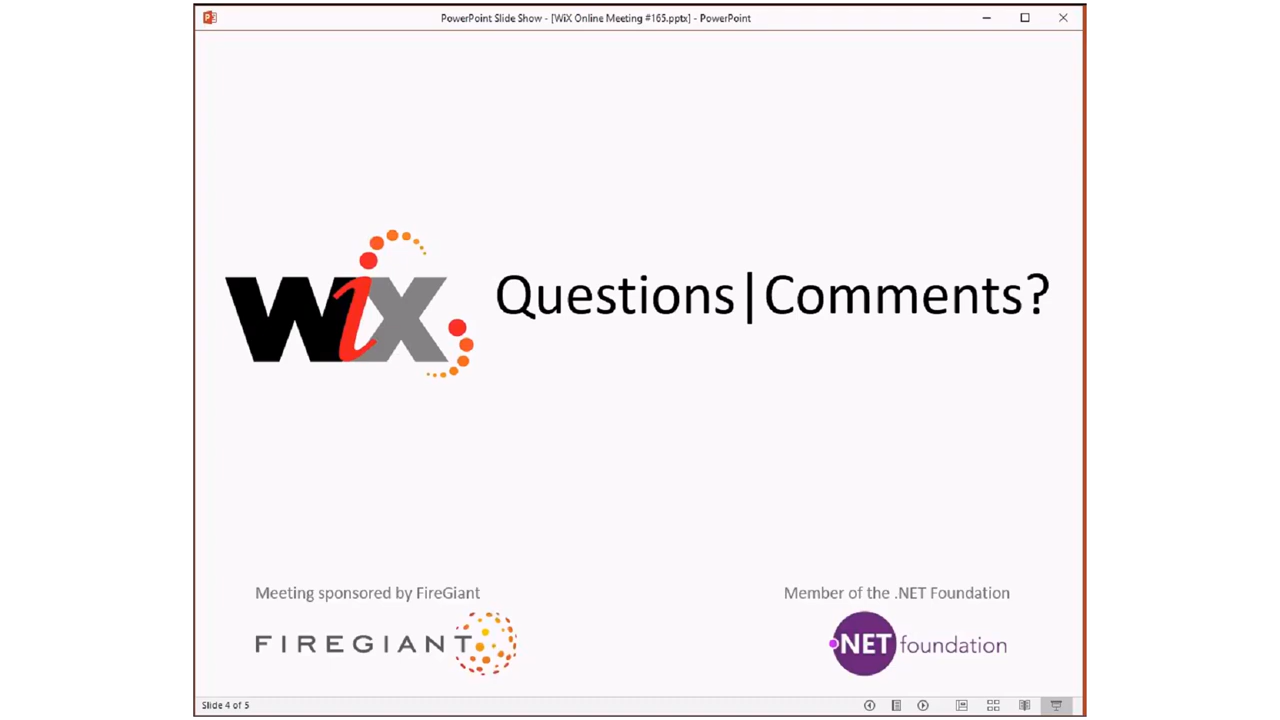 PowerPoint Slide Show - [WiX Online Meeting #165.pptx] - PowerPoint
WiX
Questions|Comments?
Meeting sponsored by FireGiant
Member of the .NET Foundation
FIREGIANT
.NET foundation
Slide 4 of 5